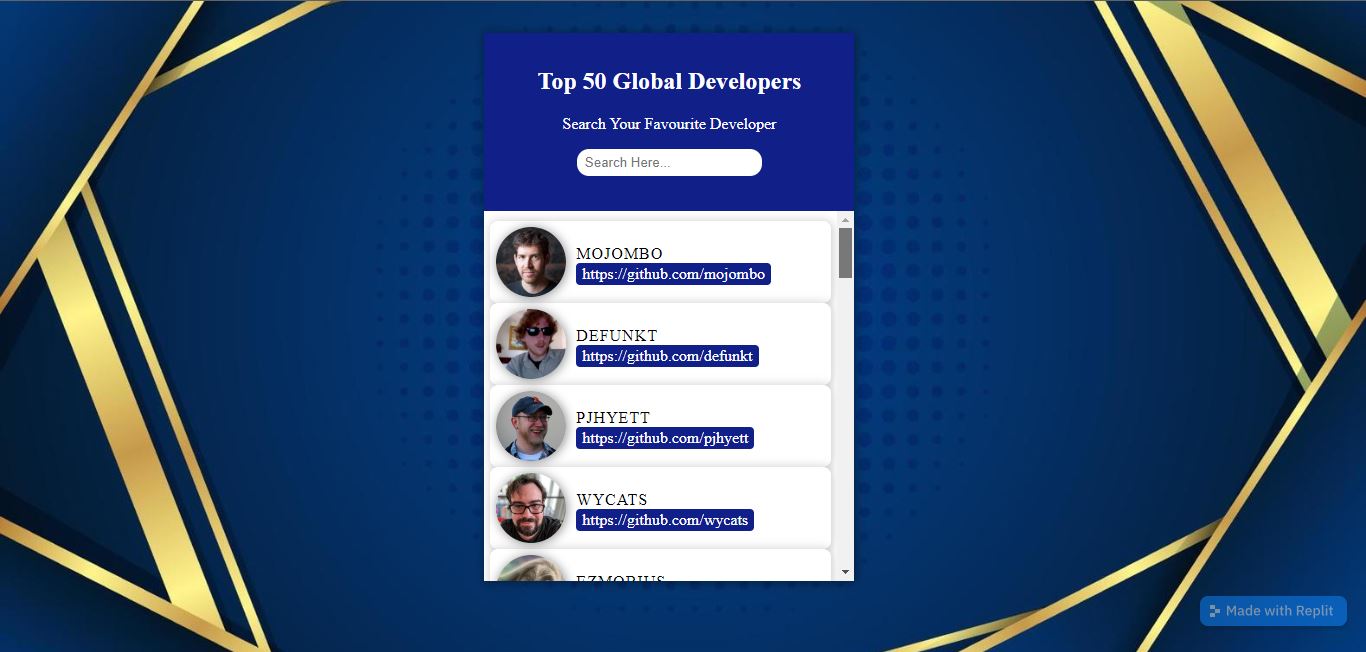 Top 50 Global Developers
Search Your Favourite Developer
Search Here...
MOJOMBO
https://github.com/mojombo
DEFUNKT
https://github.com/defunkt
PJHYETT
https://github.com/pjhyett
WYCATS
https://github.com/wycats
EZMOBIUS
Made with Replit